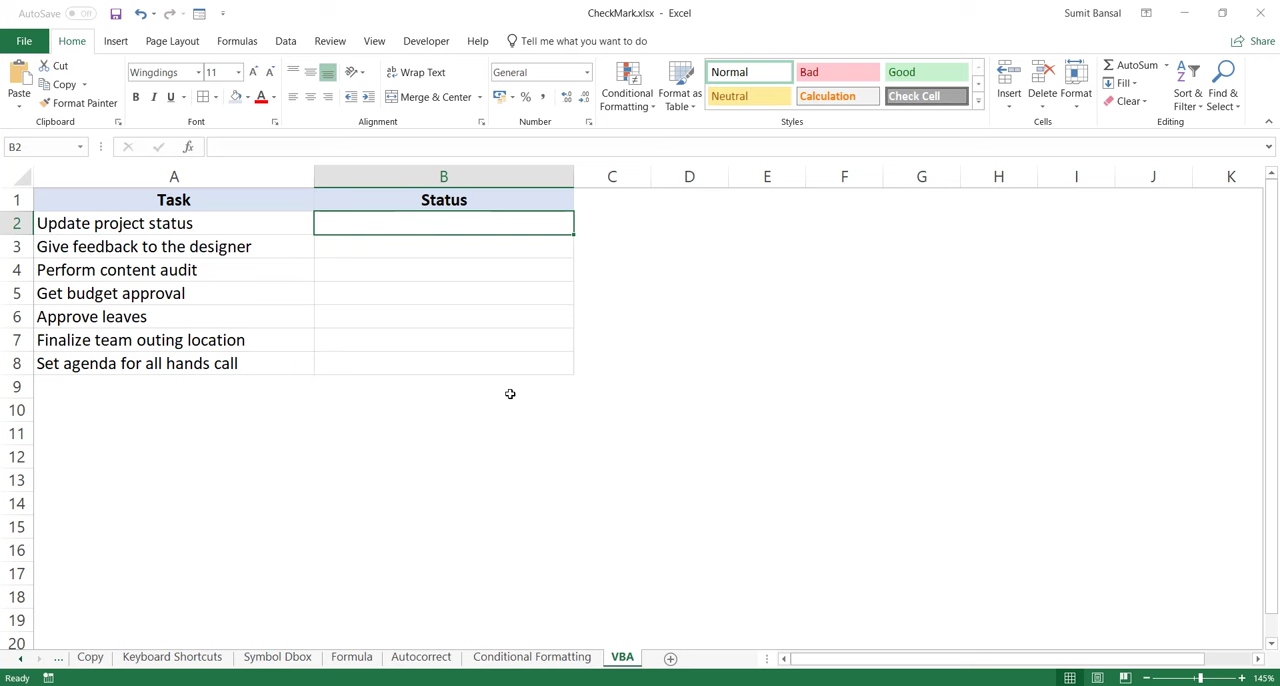 AutoSave Off
CheckMark.xlsx - Excel
Sumit Bansal
File Home Insert Page Layout Formulas Data Review View Developer Help Tell me what you want to do Share
Paste Cut Copy Format Painter
Wingdings 11
B I U A
Wrap Text
Merge & Center
General
%
Conditional Formatting
Format as Table
Normal Bad Good
Neutral Calculation Check Cell
Insert Delete Format
AutoSum
Fill
Clear
Sort & Filter
Find & Select
Clipboard Font Alignment Number Styles Cells Editing
B2 fx
A B C D E F G H I J K
1 Task Status
2 Update project status
3 Give feedback to the designer
4 Perform content audit
5 Get budget approval
6 Approve leaves
7 Finalize team outing location
8 Set agenda for all hands call
9
10
11
12
13
14
15
16
17
18
19
20
... Copy Keyboard Shortcuts Symbol Dbox Formula Autocorrect Conditional Formatting VBA
Ready 145%